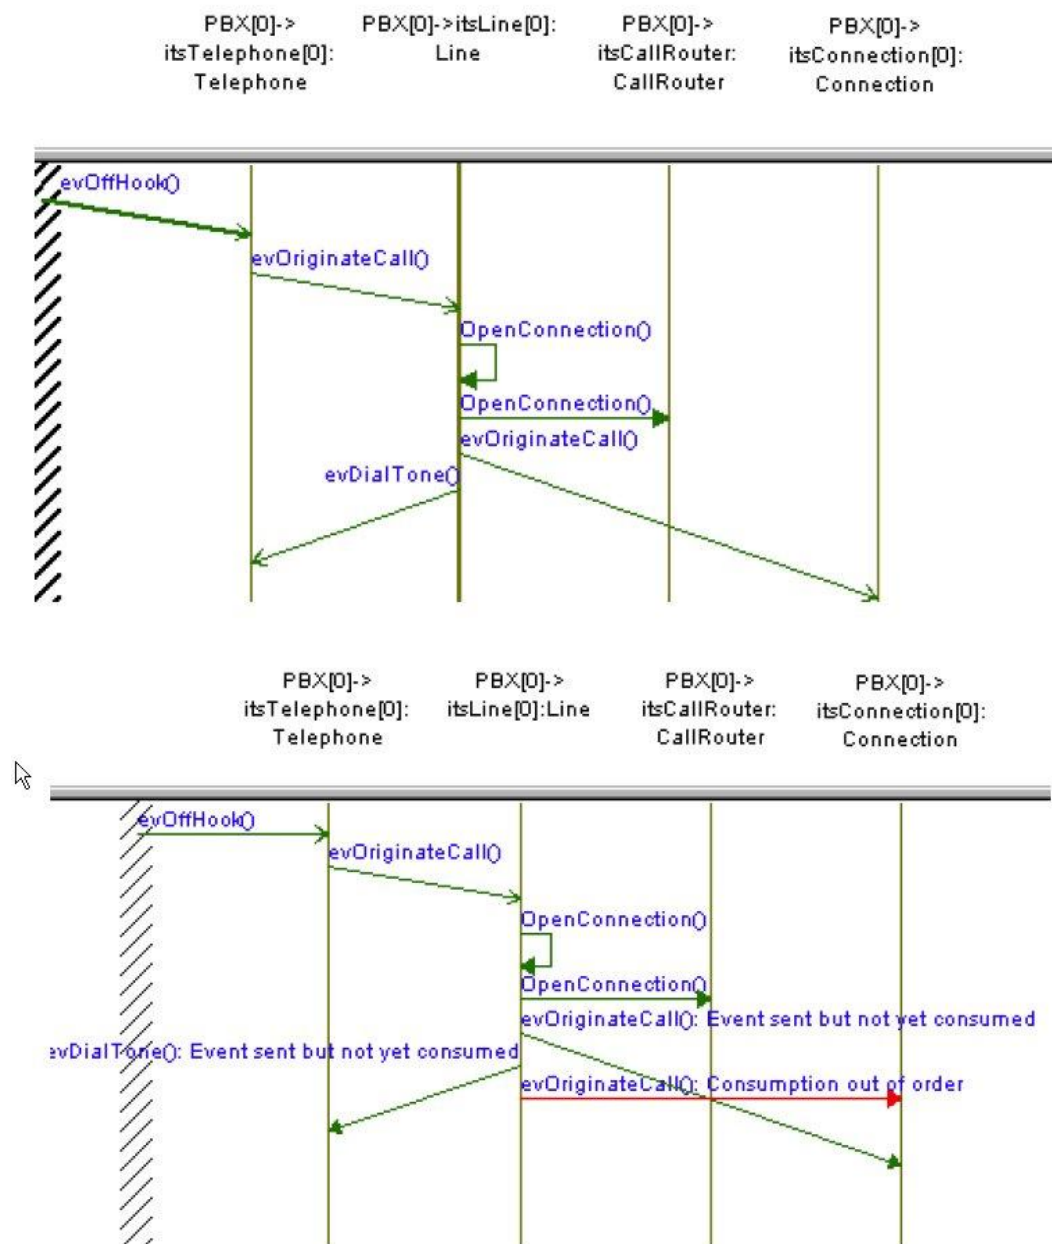 PBX[0]->
itsTelephone[0]:
Telephone
PBX[0]->itsLine[0]:
Line
PBX[0]->
itsCallRouter:
CallRouter
PBX[0]->
itsConnection[0]:
Connection
evOffHook()
evOriginateCall()
OpenConnection()
OpenConnection()
evOriginateCall()
evDialTone()
PBX[0]->
itsTelephone[0]:
Telephone
PBX[0]->
itsLine[0]:Line
PBX[0]->
itsCallRouter:
CallRouter
PBX[0]->
itsConnection[0]:
Connection
evOffHook()
evOriginateCall()
OpenConnection()
OpenConnection()
evOriginateCall(): Event sent but not yet consumed
evDialTone(): Event sent but not yet consumed
evOriginateCall(): Consumption out of order